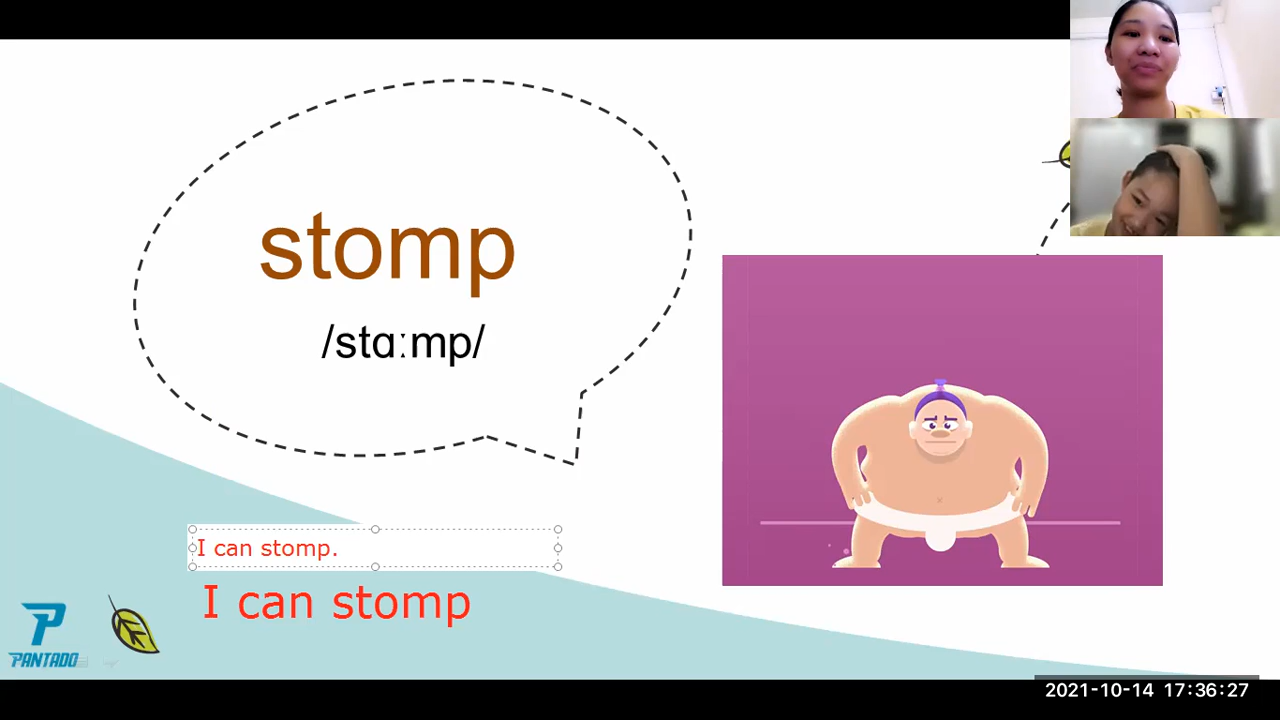 stomp
/stɑːmp/
I can stomp.
I can stomp
PANTADO
2021-10-14 17:36:27